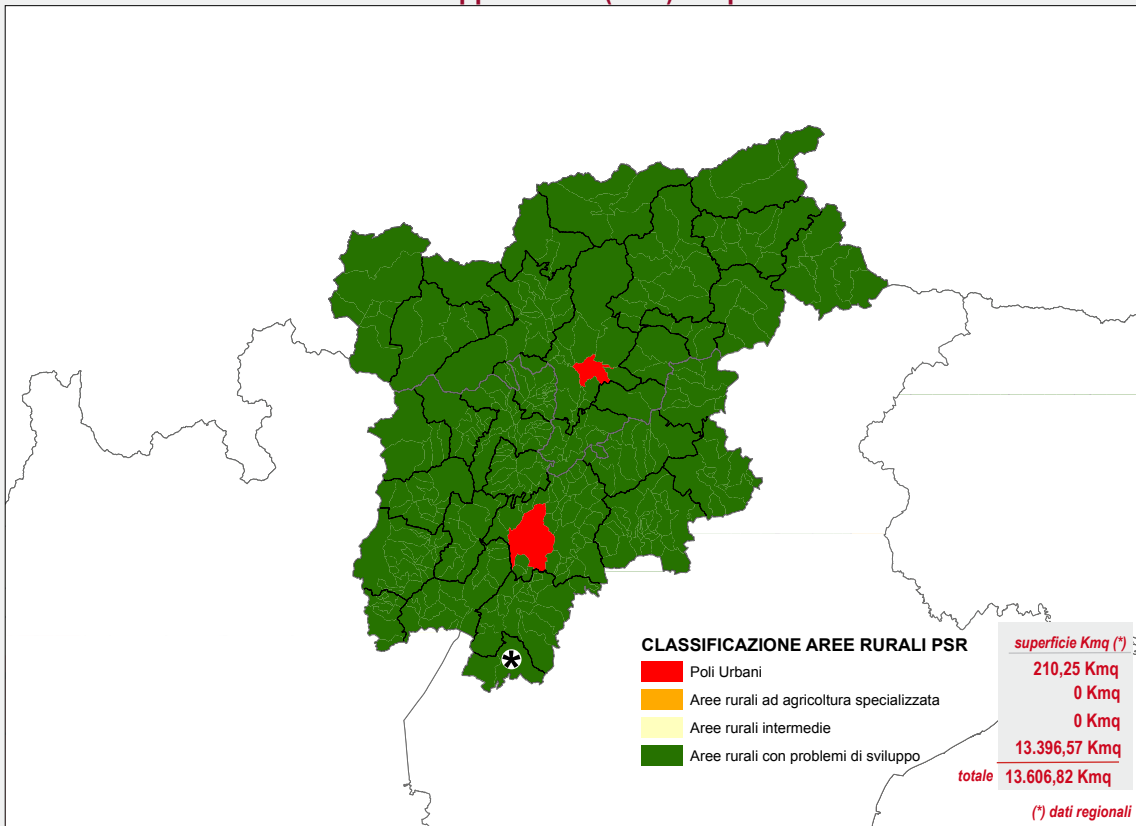 CLASSIFICAZIONE AREE RURALI PSR
superficie Kmq (*)
Poli Urbani
210,25 Kmq
Aree rurali ad agricoltura specializzata
0 Kmq
Aree rurali intermedie
0 Kmq
Aree rurali con problemi di sviluppo
13.396,57 Kmq
totale 13.606,82 Kmq
(*) dati regionali